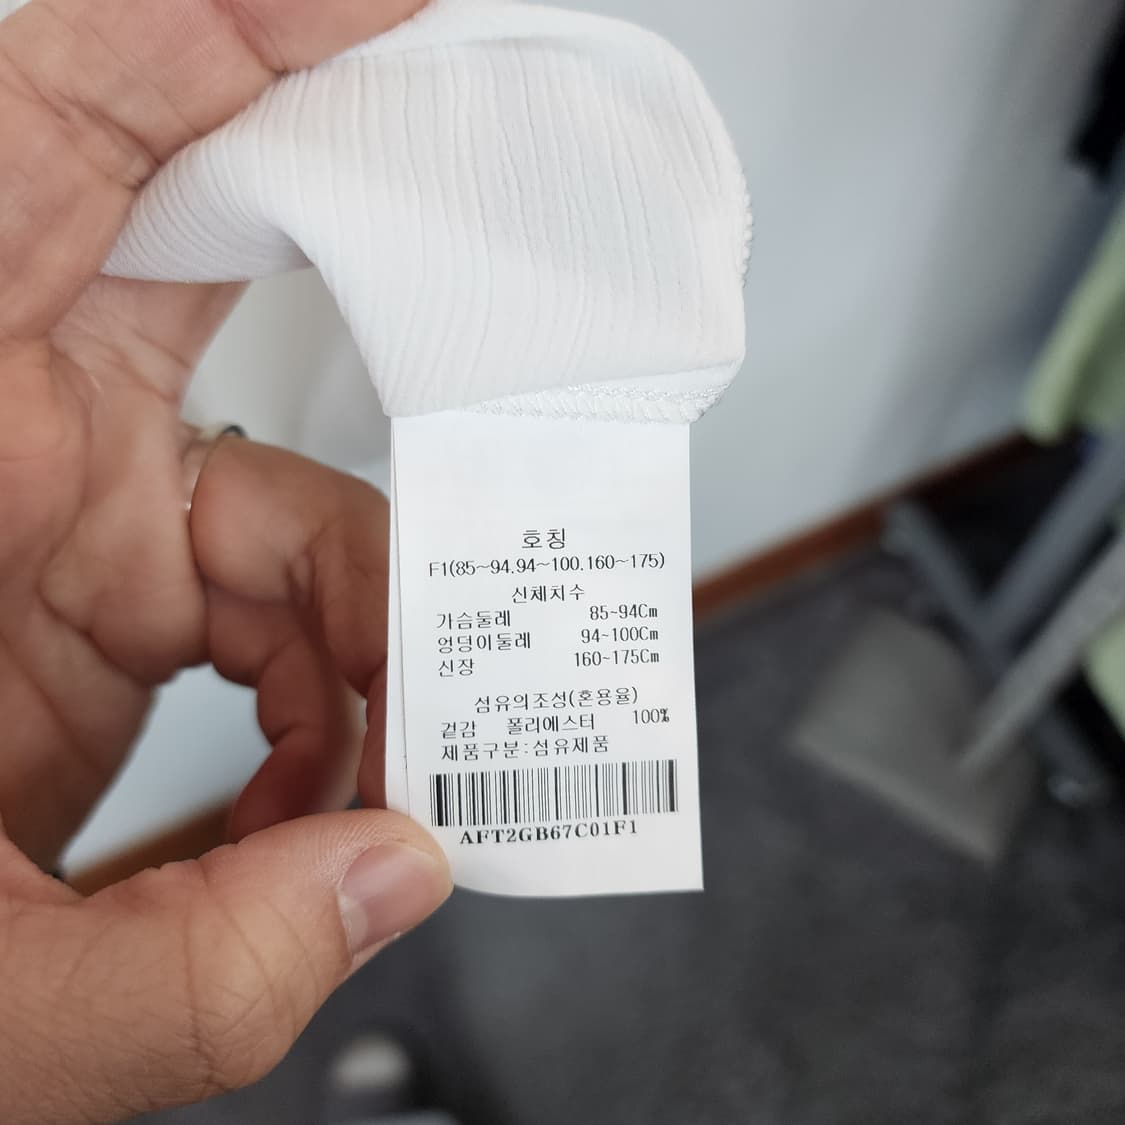 호칭
F1(85~94.94~100.160~175)
신체치수
가슴둘레 85~94Cm
엉덩이둘레 94~100Cm
신장 160~175Cm
섬유의조성(혼용율)
겉감 폴리에스터 100%
제품구분:섬유제품
AFT2GB67C01F1